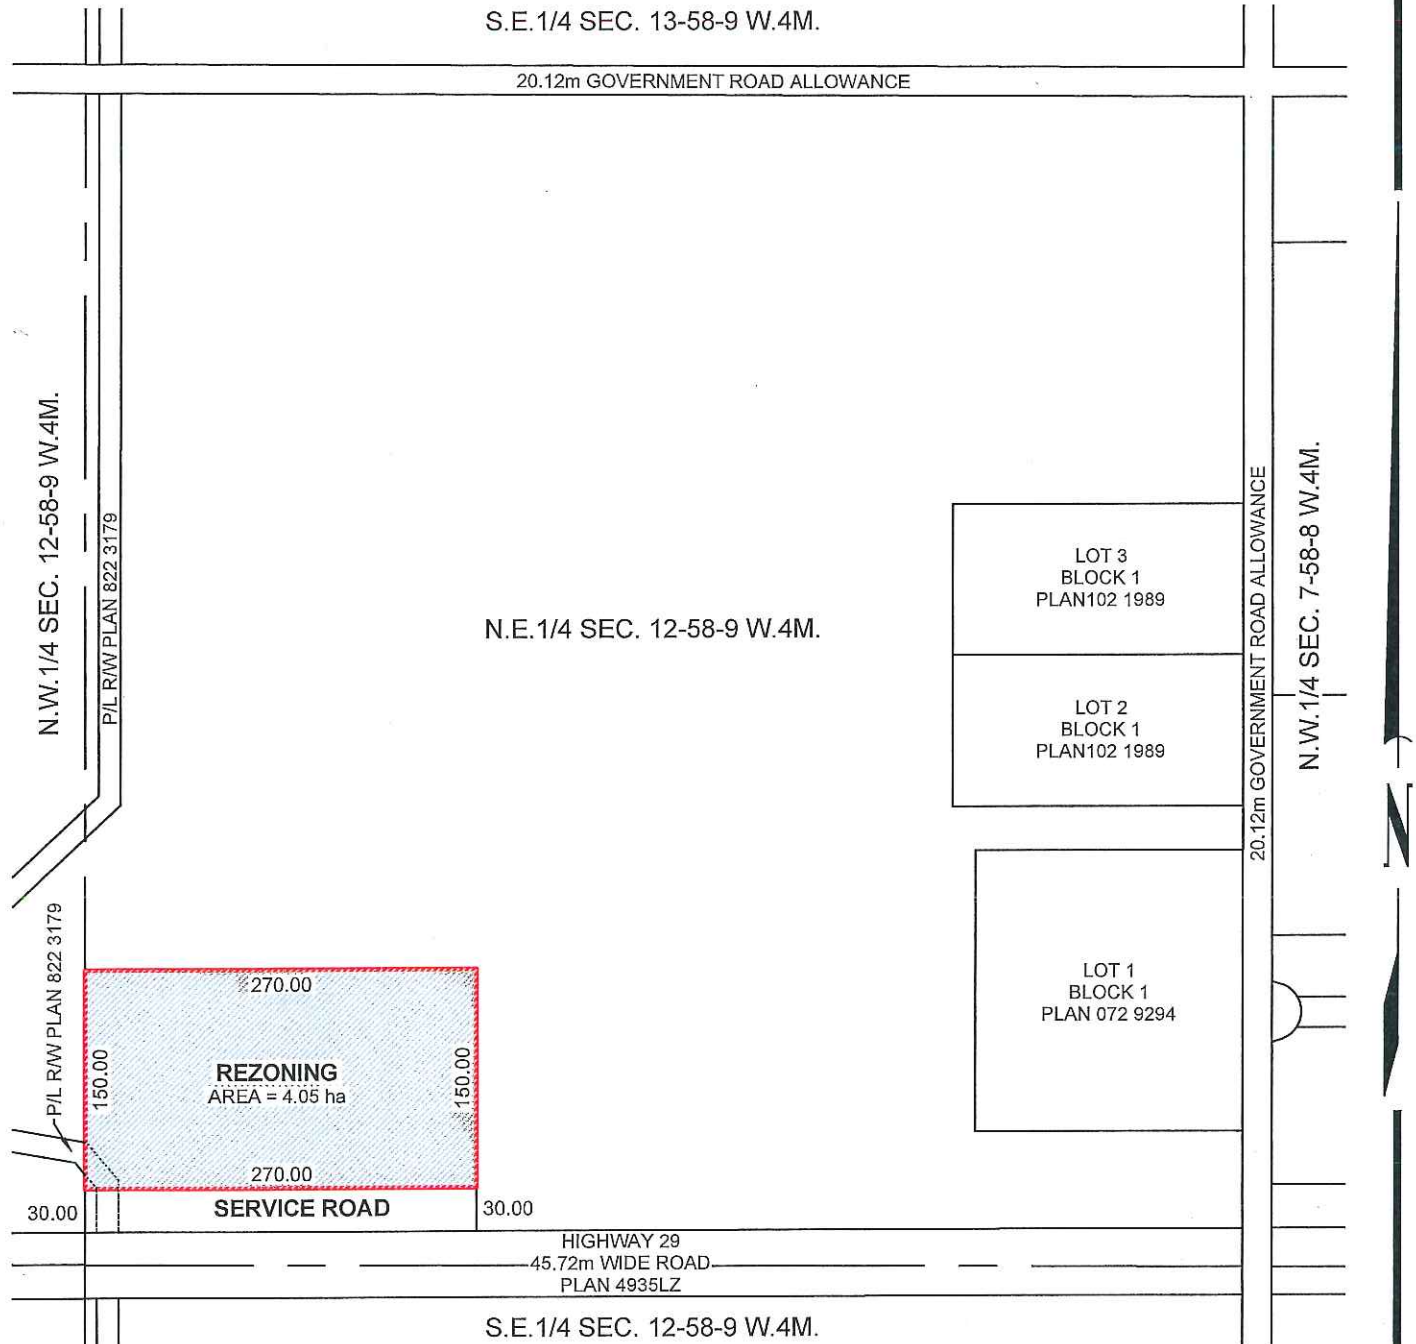 S.E.1/4 SEC. 13-58-9 W.4M.
20.12m GOVERNMENT ROAD ALLOWANCE
N.W.1/4 SEC. 12-58-9 W.4M.
P/L R/W PLAN 822 3179
N.E.1/4 SEC. 12-58-9 W.4M.
LOT 3
BLOCK 1
PLAN102 1989
LOT 2
BLOCK 1
PLAN102 1989
20.12m GOVERNMENT ROAD ALLOWANCE
N.W.1/4 SEC. 7-58-8 W.4M.
N
LOT 1
BLOCK 1
PLAN 072 9294
P/L R/W PLAN 822 3179
270.00
150.00
REZONING
AREA = 4.05 ha
150.00
270.00
30.00
SERVICE ROAD
30.00
HIGHWAY 29
45.72m WIDE ROAD
PLAN 4935LZ
S.E.1/4 SEC. 12-58-9 W.4M.